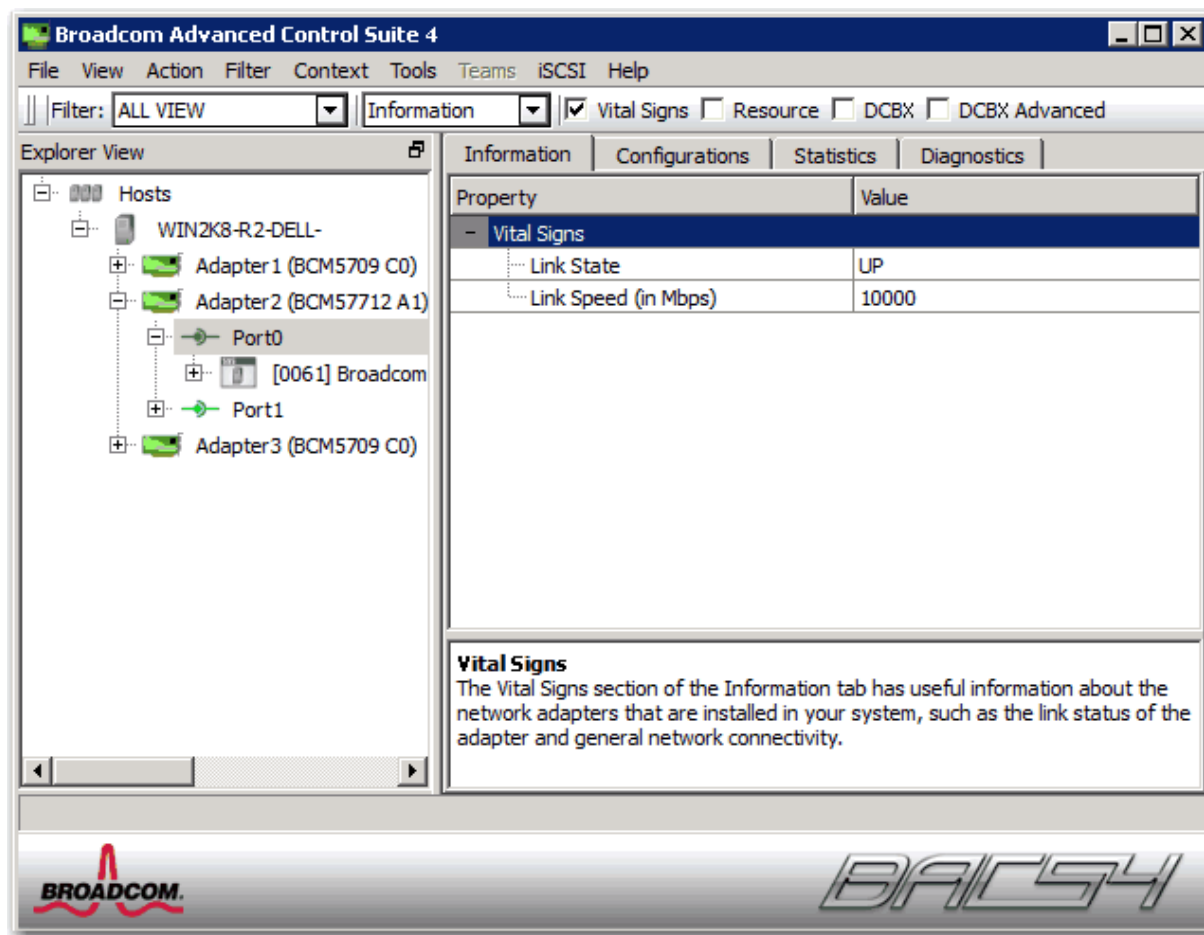 Broadcom Advanced Control Suite 4
File View Action Filter Context Tools Teams iSCSI Help
Filter: ALL VIEW Information Vital Signs Resource DCBX DCBX Advanced
Explorer View
Hosts
WIN2K8-R2-DELL-
Adapter1 (BCM5709 C0)
Adapter2 (BCM57712 A1)
Port0
[0061] Broadcom
Port1
Adapter3 (BCM5709 C0)
Information Configurations Statistics Diagnostics
Property Value
Vital Signs
Link State UP
Link Speed (in Mbps) 10000
Vital Signs
The Vital Signs section of the Information tab has useful information about the
network adapters that are installed in your system, such as the link status of the
adapter and general network connectivity.
BROADCOM.
BACS4